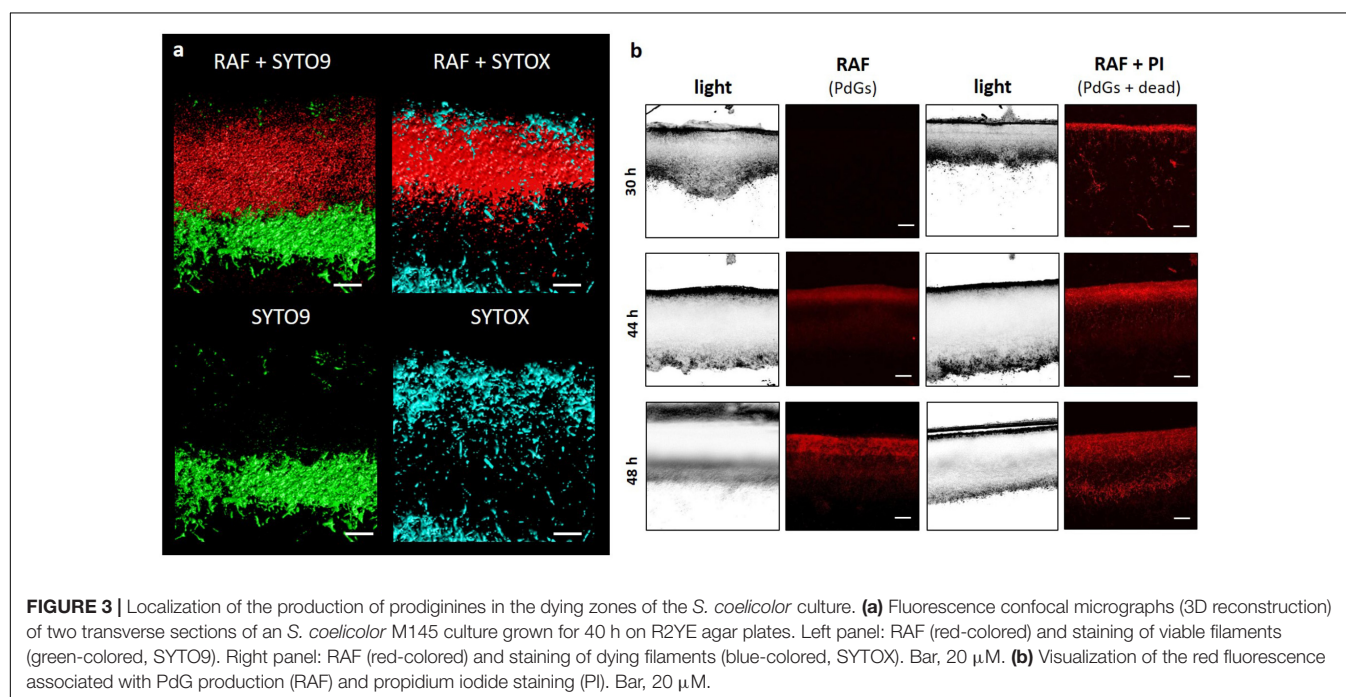 a
RAF + SYTO9 RAF + SYTOX
SYTO9 SYTOX
b
light RAF light RAF + PI
(PdGs) (PdGs + dead)
30 h
44 h
48 h
FIGURE 3 | Localization of the production of prodiginines in the dying zones of the S. coelicolor culture. (a) Fluorescence confocal micrographs (3D reconstruction)
of two transverse sections of an S. coelicolor M145 culture grown for 40 h on R2YE agar plates. Left panel: RAF (red-colored) and staining of viable filaments
(green-colored, SYTO9). Right panel: RAF (red-colored) and staining of dying filaments (blue-colored, SYTOX). Bar, 20 μM. (b) Visualization of the red fluorescence
associated with PdG production (RAF) and propidium iodide staining (PI). Bar, 20 μM.